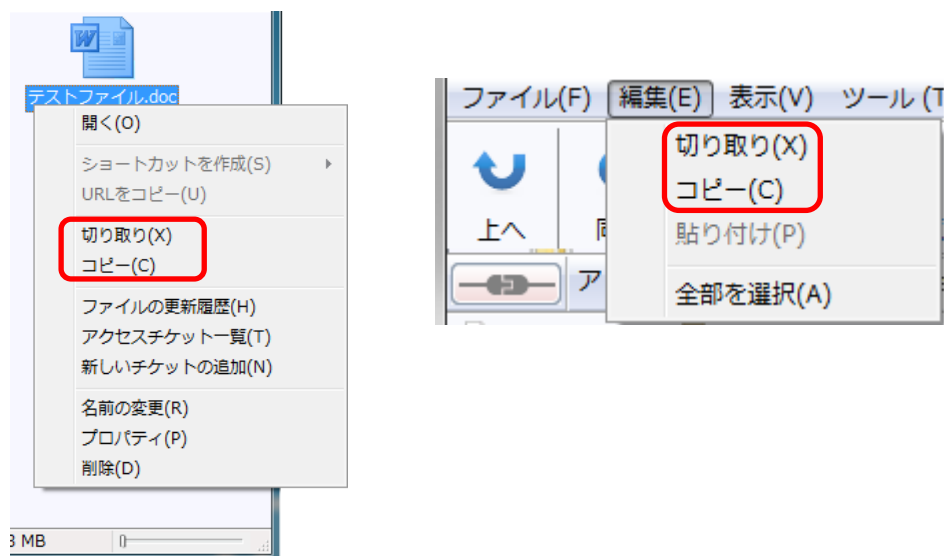 テストファイル.doc
開く(O)
ショートカットを作成(S)
URLをコピー(U)
切り取り(X)
コピー(C)
ファイルの更新履歴(H)
アクセスチケット一覧(T)
新しいチケットの追加(N)
名前の変更(R)
プロパティ(P)
削除(D)
MB
ファイル(F) 編集(E) 表示(V) ツール(T
切り取り(X)
コピー(C)
貼り付け(P)
全部を選択(A)
上へ
ア